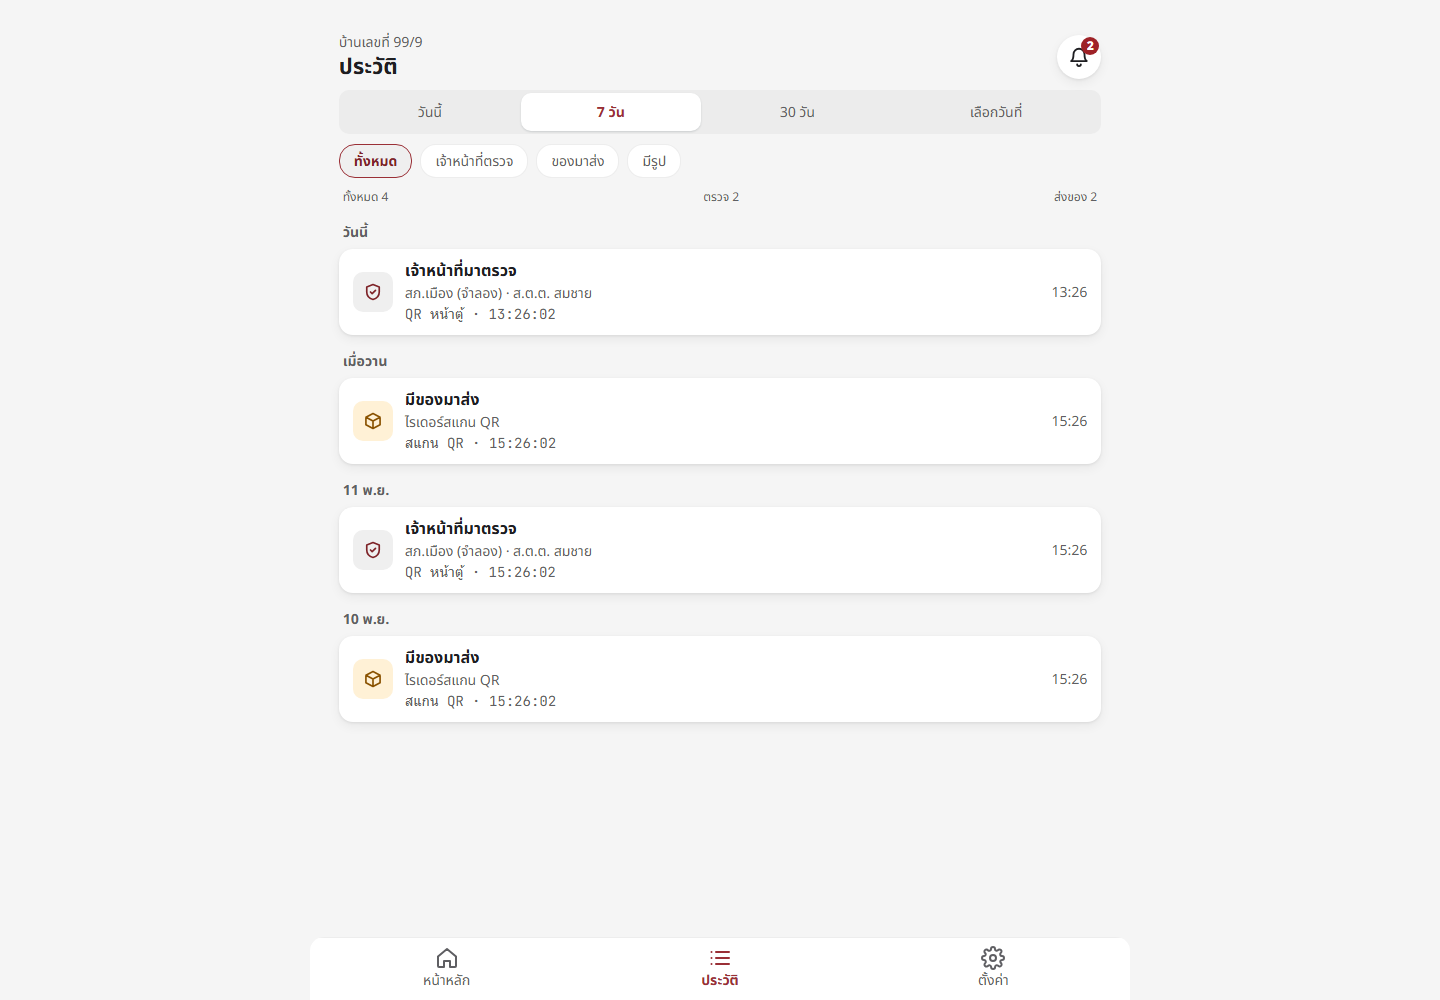 บ้านเลขที่ 99/9
ประวัติ
2
วันนี้
7 วัน
30 วัน
เลือกวันที่
ทั้งหมด
เจ้าหน้าที่ตรวจ
ของมาส่ง
มีรูป
ทั้งหมด 4
ตรวจ 2
ส่งของ 2
วันนี้
เจ้าหน้าที่มาตรวจ
สภ.เมือง (จำลอง) · ส.ต.ต. สมชาย
QR หน้าตู้ · 13:26:02
13:26
เมื่อวาน
มีของมาส่ง
ไรเดอร์สแกน QR
สแกน QR · 15:26:02
15:26
11 พ.ย.
เจ้าหน้าที่มาตรวจ
สภ.เมือง (จำลอง) · ส.ต.ต. สมชาย
QR หน้าตู้ · 15:26:02
15:26
10 พ.ย.
มีของมาส่ง
ไรเดอร์สแกน QR
สแกน QR · 15:26:02
15:26
หน้าหลัก
ประวัติ
ตั้งค่า